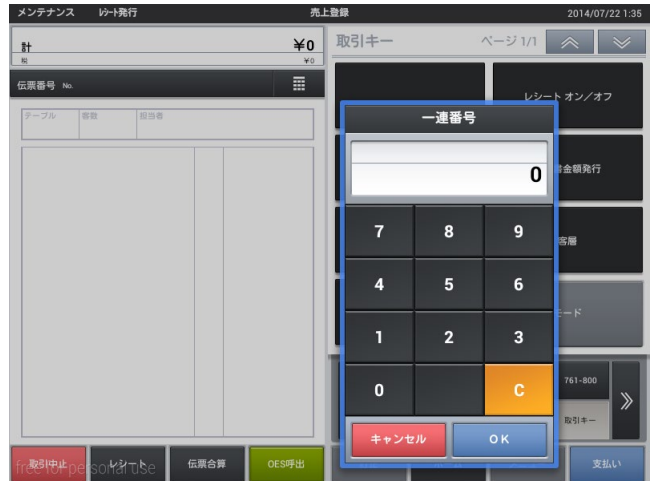 メンテナンス ﾚｼｰﾄ発行 売上登録 2014/07/22 1:35
計 ¥0
税 ¥0
取引キー ページ 1/1
伝票番号 No.
レシート オン／オフ
テーブル 客数 担当者
一連番号
0
金額発行
7 8 9
客層
4 5 6
モード
1 2 3
761-800
0 C
取引キー
キャンセル OK
取引中止 レシート 伝票合算 OES呼出 支払い
free for personal use